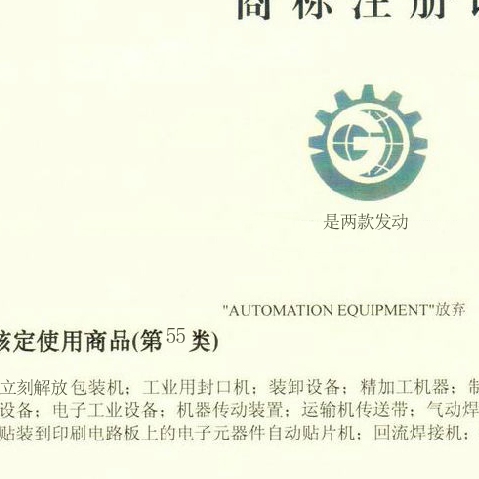 商标注册
是两款发动
"AUTOMATION EQUIPMENT"放弃
核定使用商品(第55类)
立刻解放包装机；工业用封口机；装卸设备；精加工机器；制
设备；电子工业设备；机器传动装置；运输机传送带；气动焊
贴装到印刷电路板上的电子元器件自动贴片机；回流焊接机；